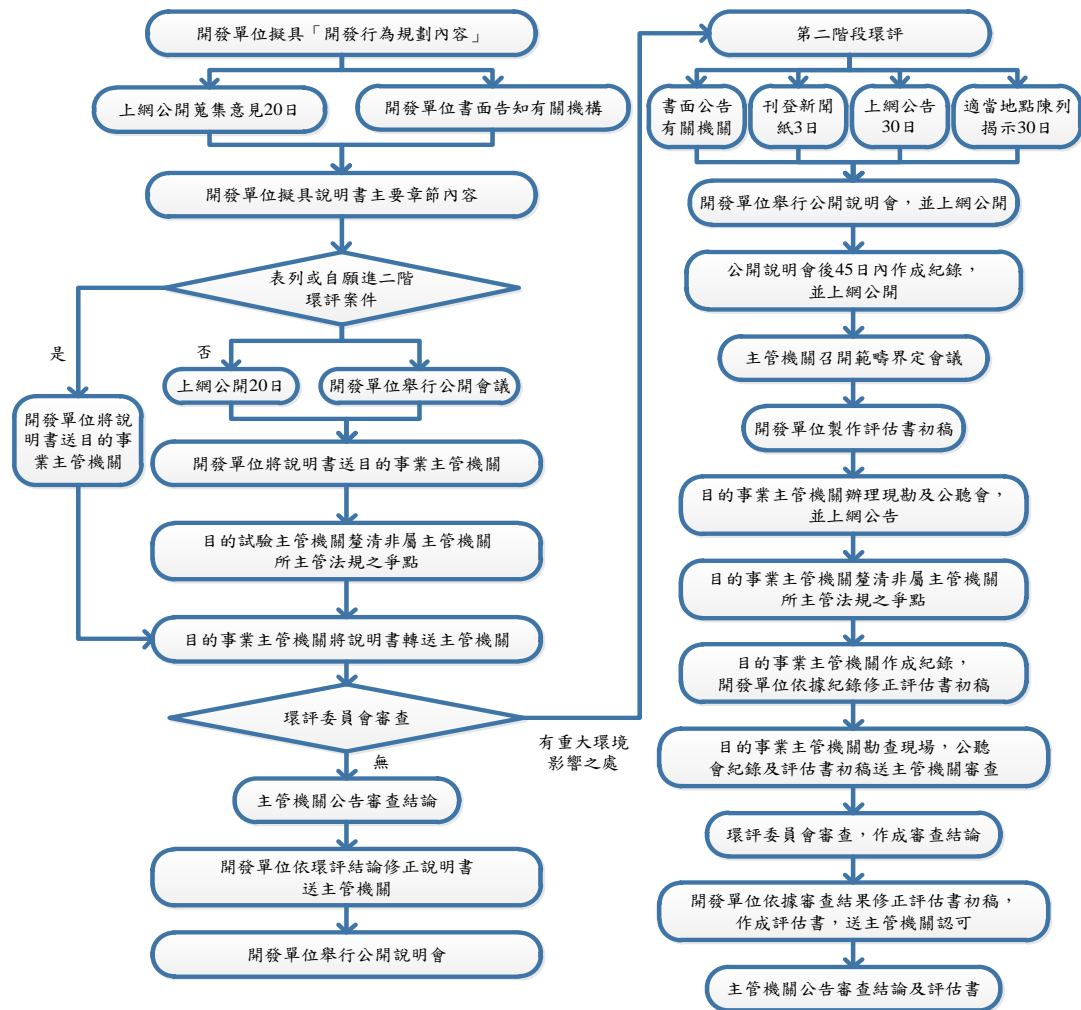 開發單位擬具「開發行為規劃內容」
上網公開蒐集意見20日
開發單位書面告知有關機構
開發單位擬具說明書主要章節內容
表列或自願進二階
環評案件
是
否
上網公開20日
開發單位舉行公開會議
開發單位將說
明書送目的事
業主管機關
開發單位將說明書送目的事業主管機關
目的試驗主管機關釐清非屬主管機關
所主管法規之爭點
目的事業主管機關將說明書轉送主管機關
環評委員會審查
有重大環境
影響之處
無
主管機關公告審查結論
開發單位依環評結論修正說明書
送主管機關
開發單位舉行公開說明會
第二階段環評
書面公告
有關機關
刊登新聞
紙3日
上網公告
30日
適當地點陳列
揭示30日
開發單位舉行公開說明會，並上網公開
公開說明會後45日內作成紀錄，
並上網公開
主管機關召開範疇界定會議
開發單位製作評估書初稿
目的事業主管機關辦理現勘及公聽會，
並上網公告
目的事業主管機關釐清非屬主管機關
所主管法規之爭點
目的事業主管機關作成紀錄，
開發單位依據紀錄修正評估書初稿
目的事業主管機關勘查現場，公聽
會紀錄及評估書初稿送主管機關審查
環評委員會審查，作成審查結論
開發單位依據審查結果修正評估書初稿，
作成評估書，送主管機關認可
主管機關公告審查結論及評估書